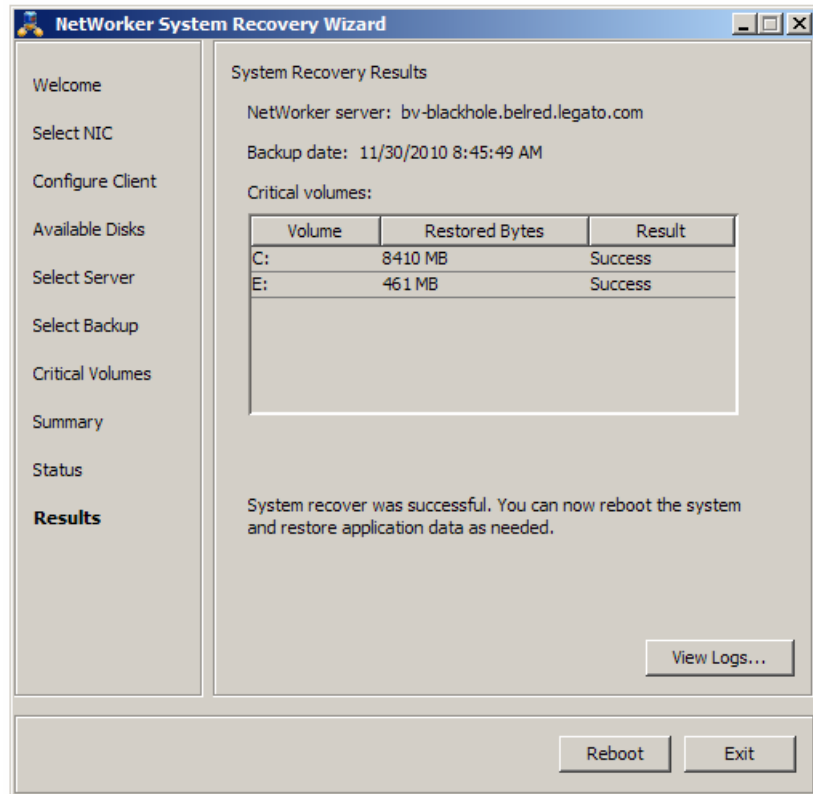 NetWorker System Recovery Wizard
Welcome
Select NIC
Configure Client
Available Disks
Select Server
Select Backup
Critical Volumes
Summary
Status
Results
System Recovery Results
NetWorker server: bv-blackhole.belred.legato.com
Backup date: 11/30/2010 8:45:49 AM
Critical volumes:
Volume Restored Bytes Result
C: 8410 MB Success
E: 461 MB Success
System recover was successful. You can now reboot the system
and restore application data as needed.
View Logs...
Reboot Exit